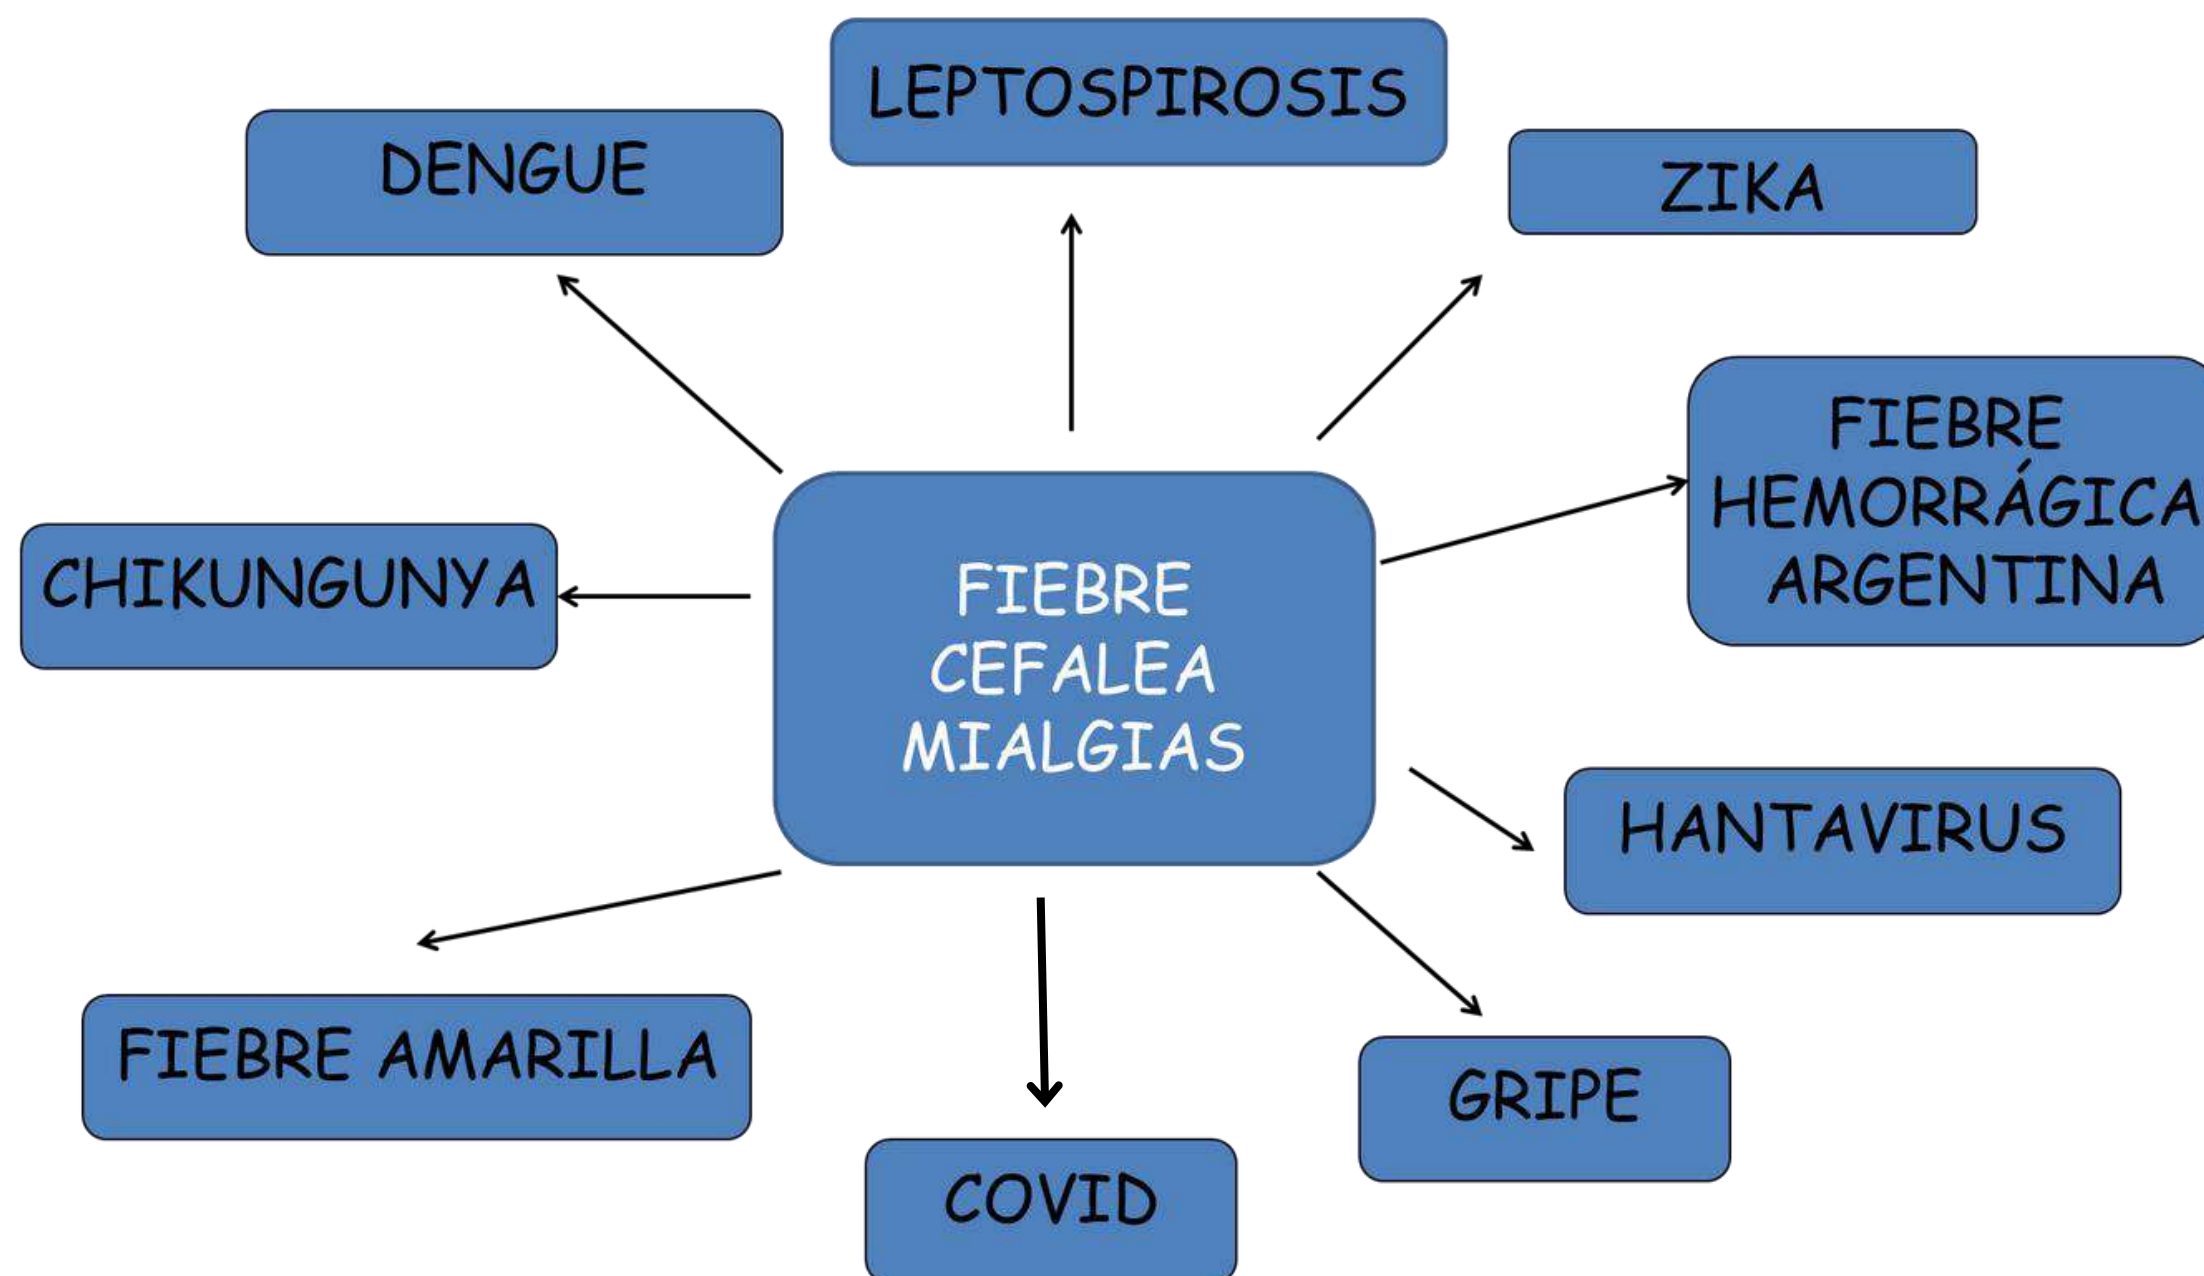 LEPTOSPIROSIS
DENGUE
ZIKA
FIEBRE
HEMORRÁGICA
ARGENTINA
CHIKUNGUNYA
FIEBRE
CEFALEA
MIALGIAS
HANTAVIRUS
FIEBRE AMARILLA
GRIPE
COVID